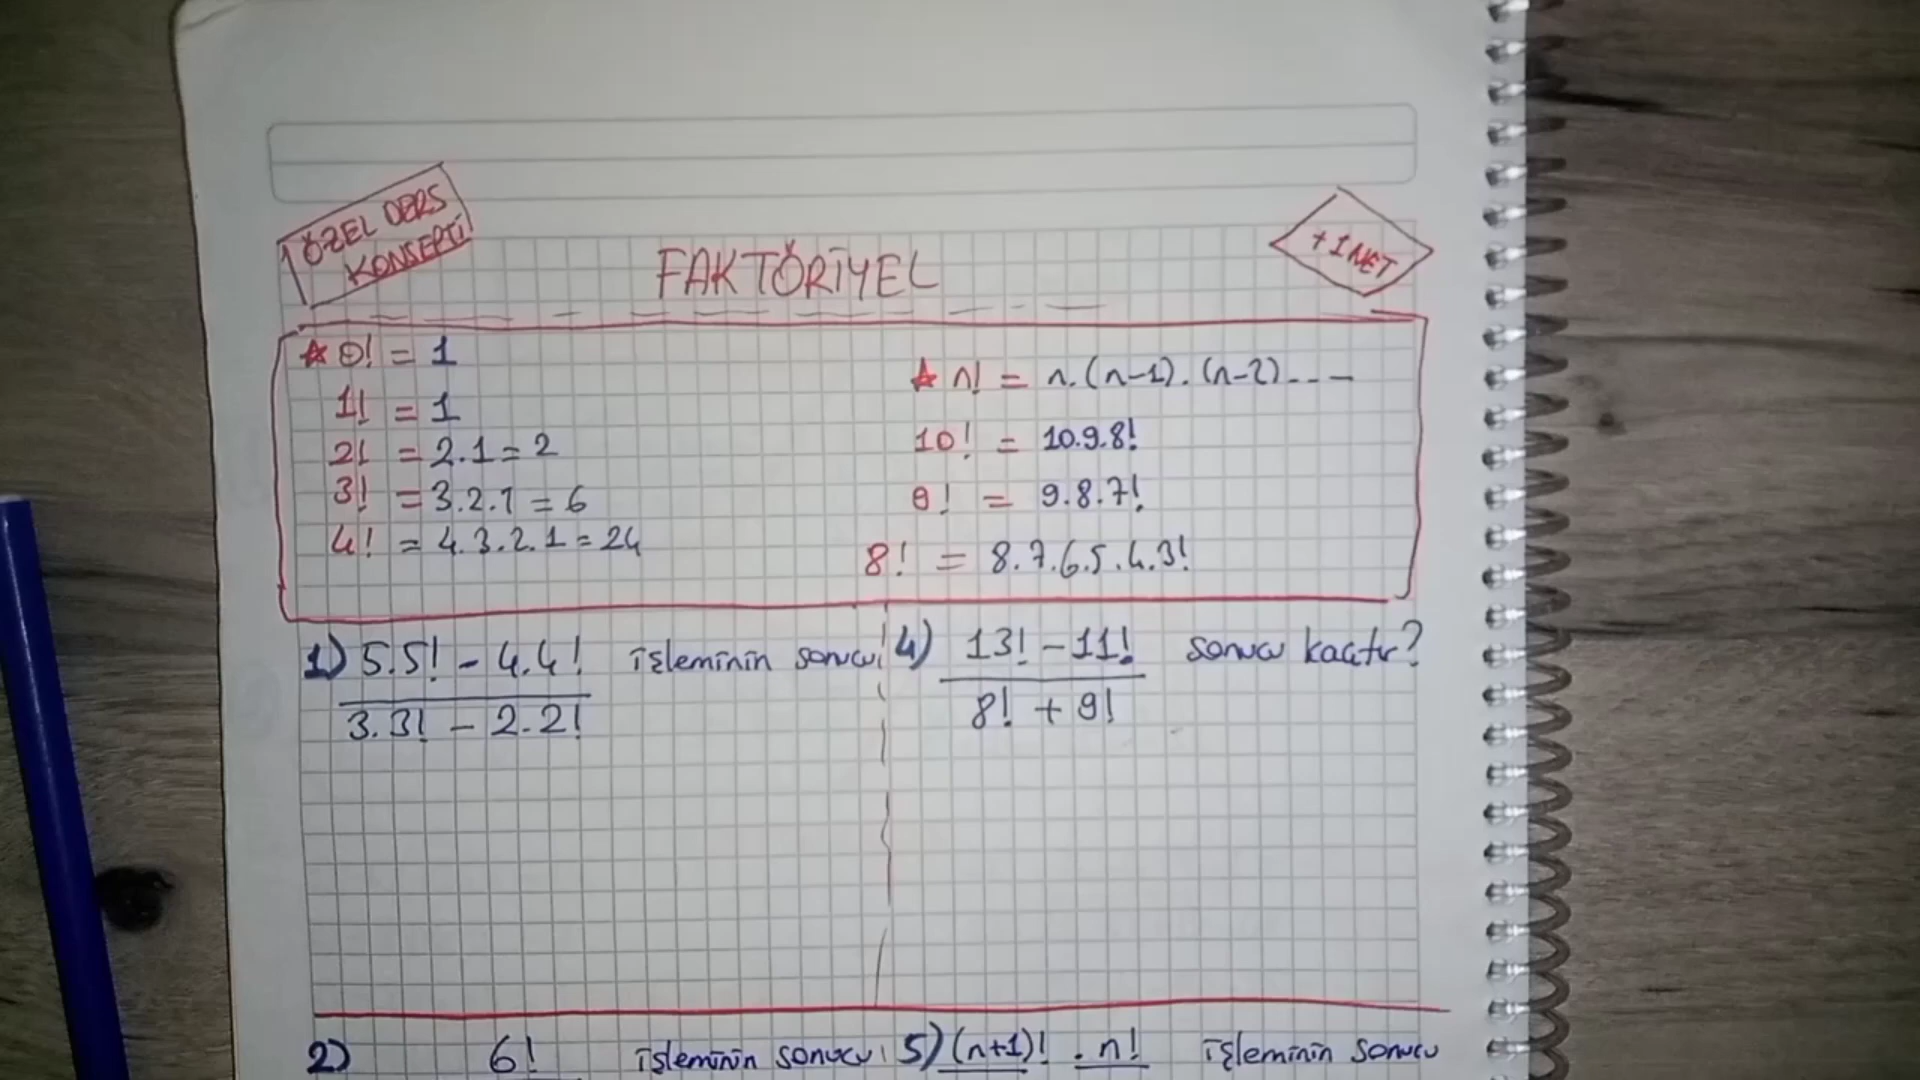 ÖZEL DERS
KONSEPTİ
+1 NET
FAKTÖRİYEL
☆ 0! = 1
1! = 1
2! = 2.1 = 2
3! = 3.2.1 = 6
4! = 4.3.2.1 = 24
☆ n! = n.(n-1).(n-2)...-
10! = 10.9.8!
9! = 9.8.7!
8! = 8.7.6.5.4.3!
1) 5.5! - 4.4! işleminin sonucu
3.3! - 2.2!
4) 13! - 11! sonucu kaçtır?
8! + 9!
2) 6! işleminin sonucu
5) (n+1)! . n! işleminin sonucu